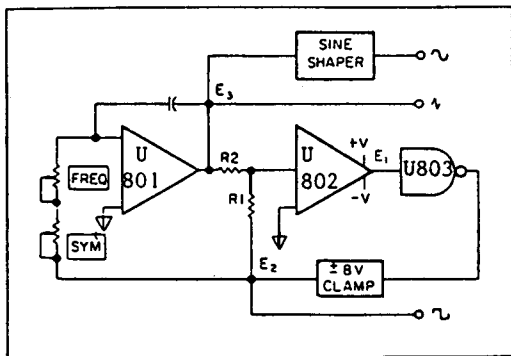 SINE
SHAPER
E3
U
801
FREQ
SYM
R2
R1
U
802
+V
-V
E1
U803
E2
± 8V
CLAMP